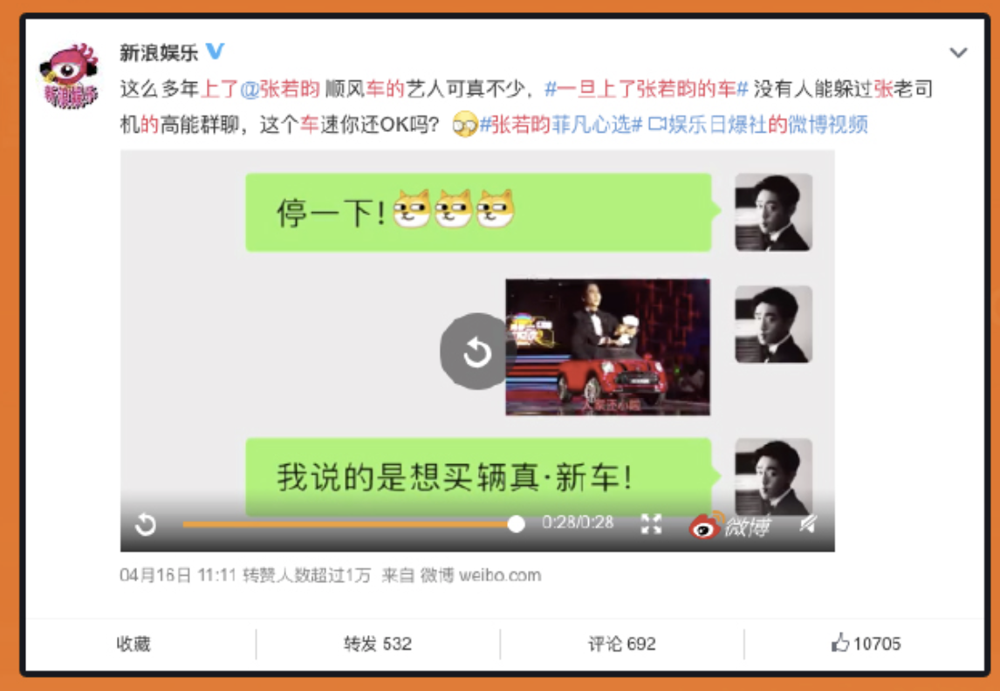 新浪娱乐
这么多年上了@张若昀 顺风车的艺人可真不少，#一旦上了张若昀的车# 没有人能躲过张老司
机的高能群聊，这个车速你还OK吗？#张若昀菲凡心选# 娱乐日爆社的微博视频
停一下！
人家还小啦
我说的是想买辆真·新车！
0:28/0:28
微博
04月16日 11:11 转赞人数超过1万 来自 微博 weibo.com
收藏
转发 532
评论 692
10705